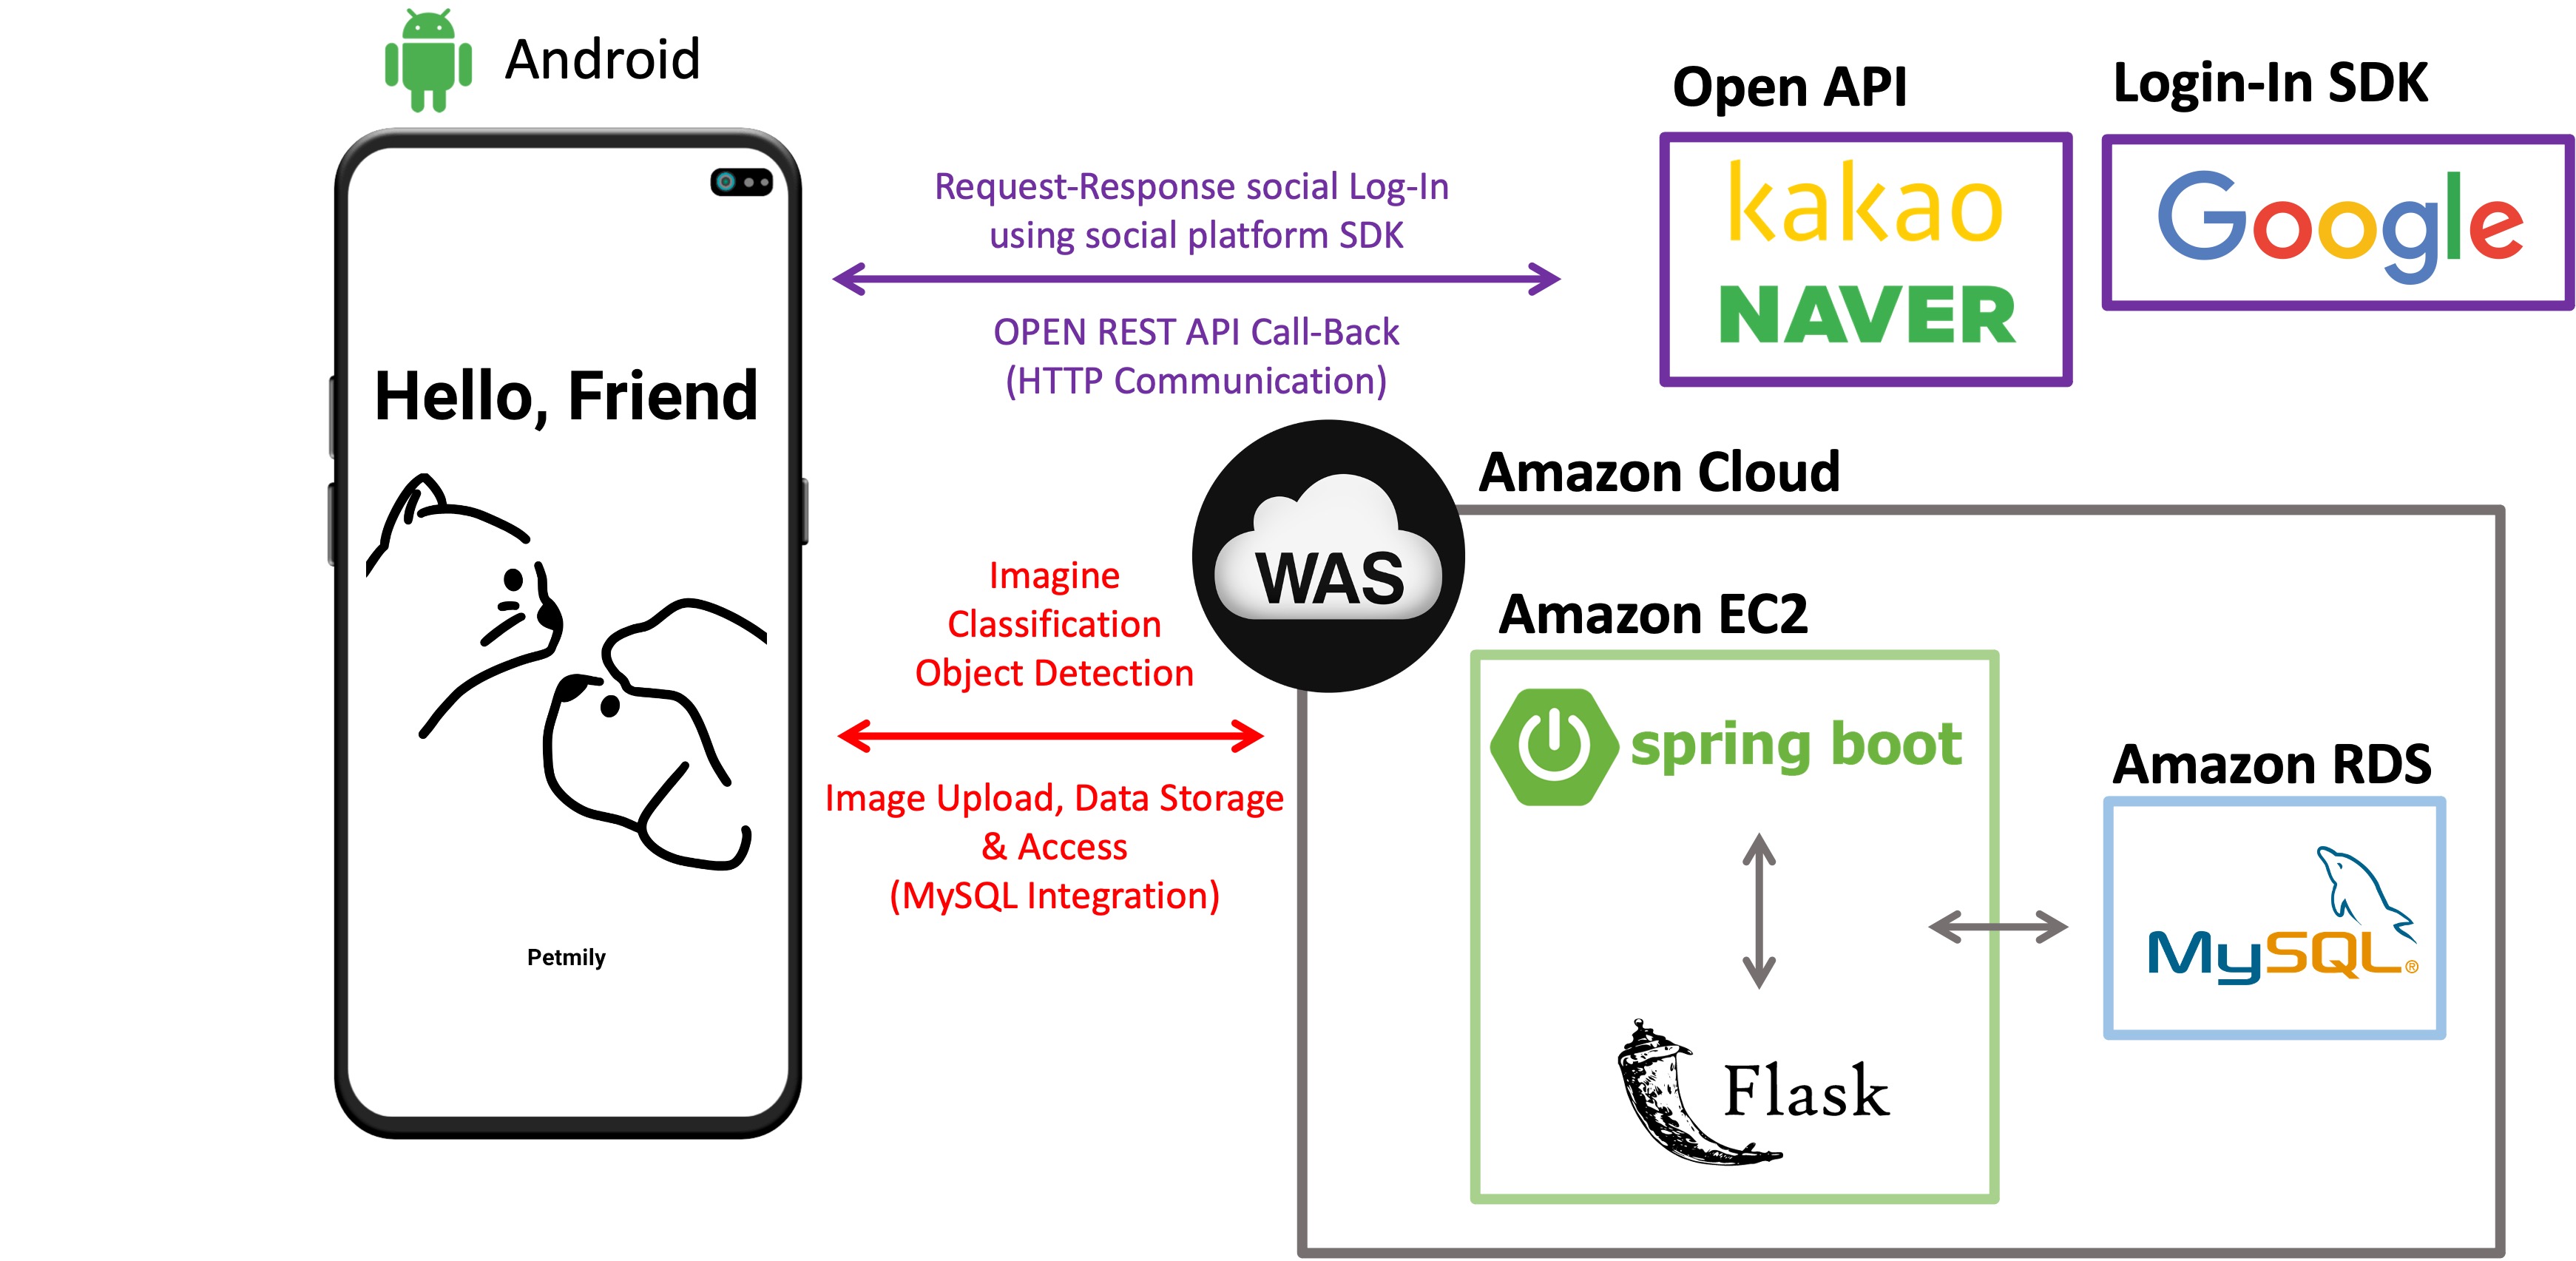 Android
Hello, Friend
Petmily
Request-Response social Log-In
using social platform SDK
OPEN REST API Call-Back
(HTTP Communication)
Open API
kakao
NAVER
Login-In SDK
Google
Imagine
Classification
Object Detection
Image Upload, Data Storage
& Access
(MySQL Integration)
WAS
Amazon Cloud
Amazon EC2
spring boot
Flask
Amazon RDS
MySQL®